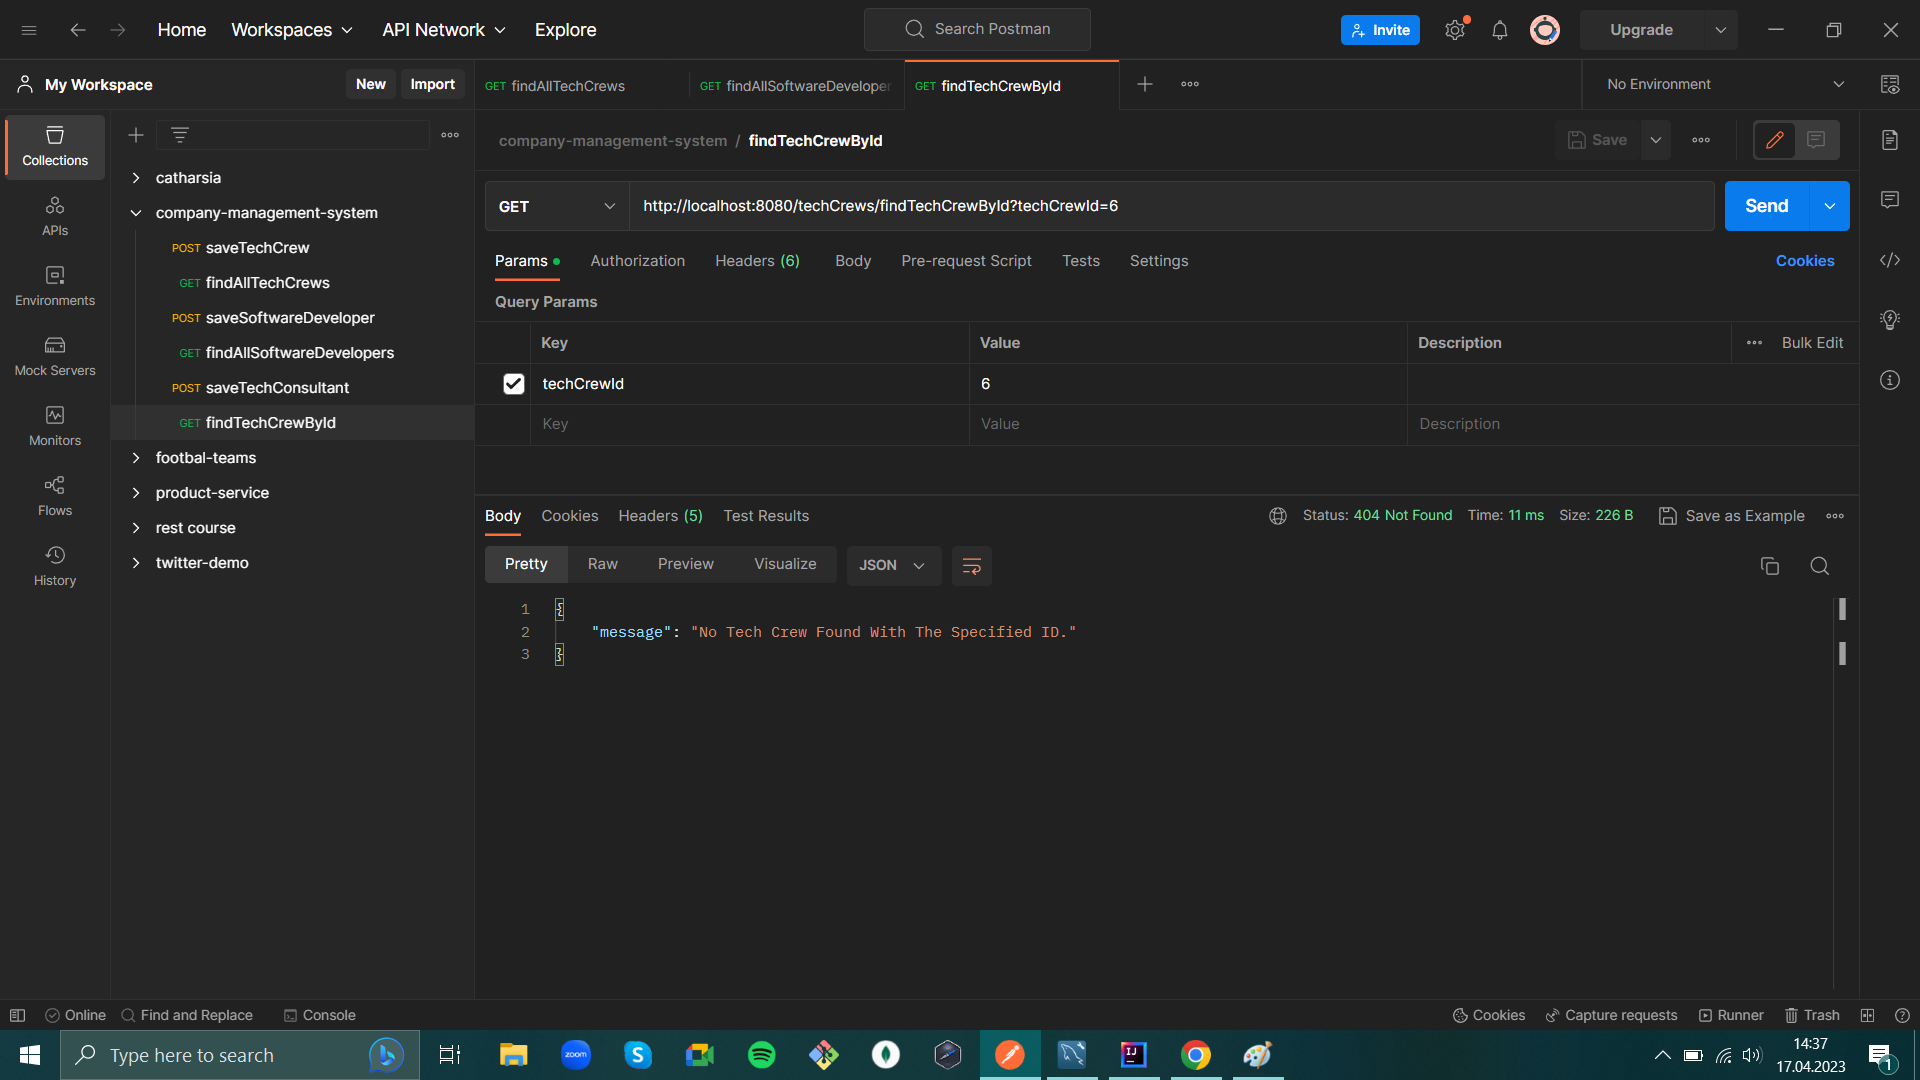 Home Workspaces API Network Explore Search Postman Invite Upgrade
My Workspace New Import GET findAllTechCrews GET findAllSoftwareDeveloper GET findTechCrewById No Environment
Collections
APIs
Environments
Mock Servers
Monitors
Flows
History
catharsia
company-management-system
POST saveTechCrew
GET findAllTechCrews
POST saveSoftwareDeveloper
GET findAllSoftwareDevelopers
POST saveTechConsultant
GET findTechCrewById
footbal-teams
product-service
rest course
twitter-demo
company-management-system / findTechCrewById Save
GET http://localhost:8080/techCrews/findTechCrewById?techCrewId=6 Send
Params Authorization Headers (6) Body Pre-request Script Tests Settings Cookies
Query Params
Key Value Description Bulk Edit
techCrewId 6
Key Value Description
Body Cookies Headers (5) Test Results Status: 404 Not Found Time: 11 ms Size: 226 B Save as Example
Pretty Raw Preview Visualize JSON
1 {
2 "message": "No Tech Crew Found With The Specified ID."
3 }
Online Find and Replace Console Cookies Capture requests Runner Trash
Type here to search zoom IJ 14:37
17.04.2023 1